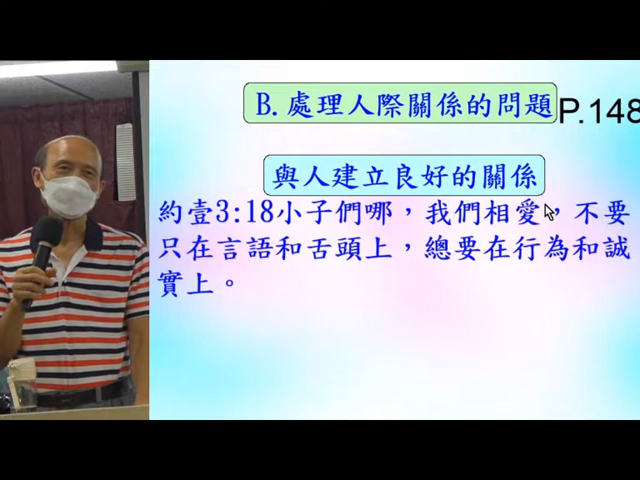 B.處理人際關係的問題
P.148
與人建立良好的關係
約壹3:18小子們哪，我們相愛，不要
只在言語和舌頭上，總要在行為和誠
實上。